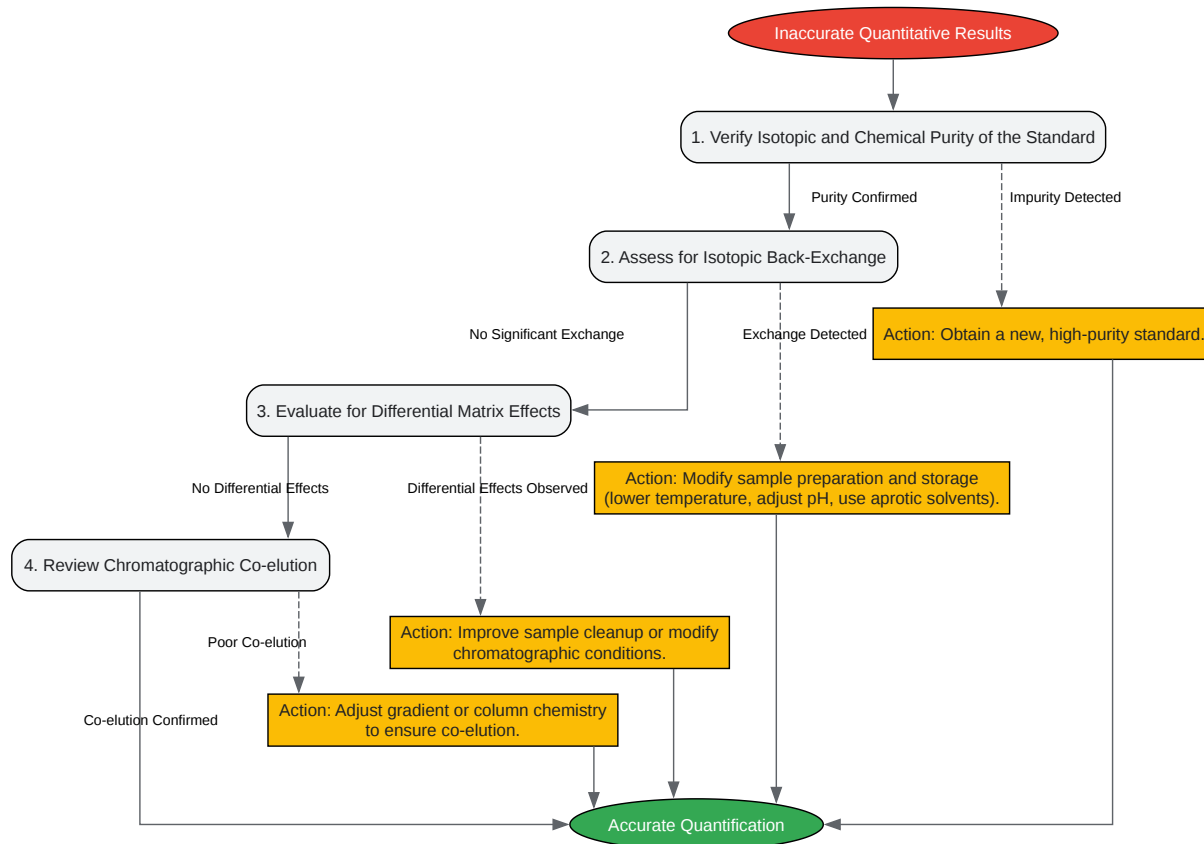 Inaccurate Quantitative Results
1. Verify Isotopic and Chemical Purity of the Standard
Purity Confirmed
Impurity Detected
2. Assess for Isotopic Back-Exchange
No Significant Exchange
Exchange Detected
Action: Obtain a new, high-purity standard.
3. Evaluate for Differential Matrix Effects
No Differential Effects
Differential Effects Observed
Action: Modify sample preparation and storage
(lower temperature, adjust pH, use aprotic solvents).
4. Review Chromatographic Co-elution
Poor Co-elution
Action: Improve sample cleanup or modify
chromatographic conditions.
Co-elution Confirmed
Action: Adjust gradient or column chemistry
to ensure co-elution.
Accurate Quantification